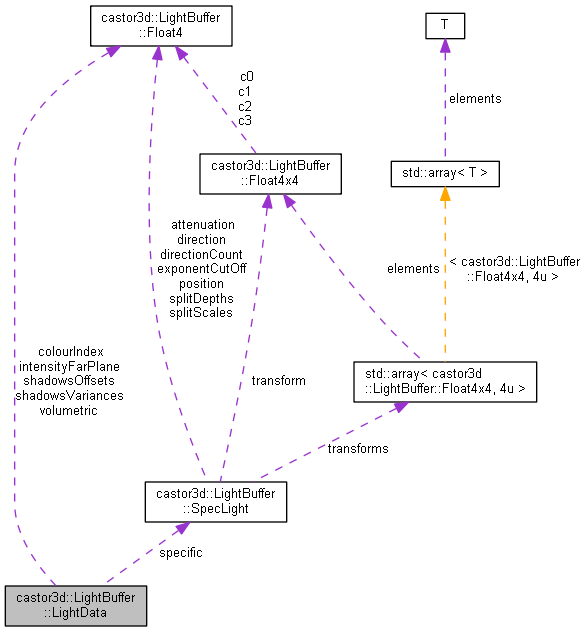 castor3d::LightBuffer
::Float4
T
c0
c1
c2
c3
elements
castor3d::LightBuffer
::Float4x4
std::array< T >
attenuation
direction
directionCount
exponentCutOff
position
splitDepths
splitScales
elements
< castor3d::LightBuffer
::Float4x4, 4u >
colourIndex
intensityFarPlane
shadowsOffsets
shadowsVariances
volumetric
transform
std::array< castor3d
::LightBuffer::Float4x4, 4u >
transforms
castor3d::LightBuffer
::SpecLight
specific
castor3d::LightBuffer
::LightData